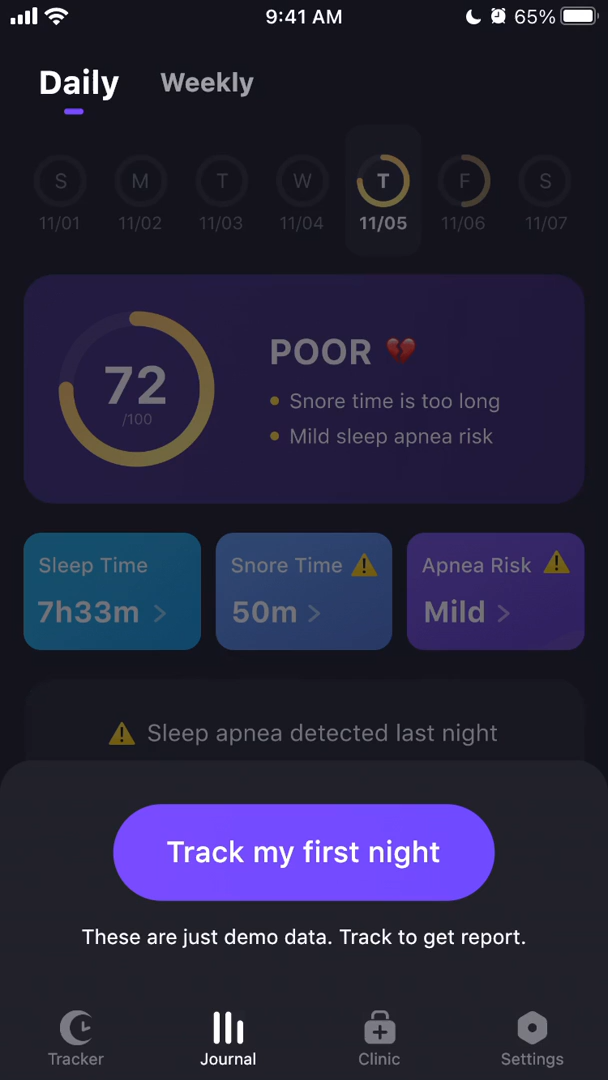 9:41 AM
65%
Daily Weekly
S M T W T F S
11/01 11/02 11/03 11/04 11/05 11/06 11/07
72
/100
POOR 💔
Snore time is too long
Mild sleep apnea risk
Sleep Time
7h33m >
Snore Time
50m >
Apnea Risk
Mild >
Sleep apnea detected last night
Track my first night
These are just demo data. Track to get report.
Tracker Journal Clinic Settings